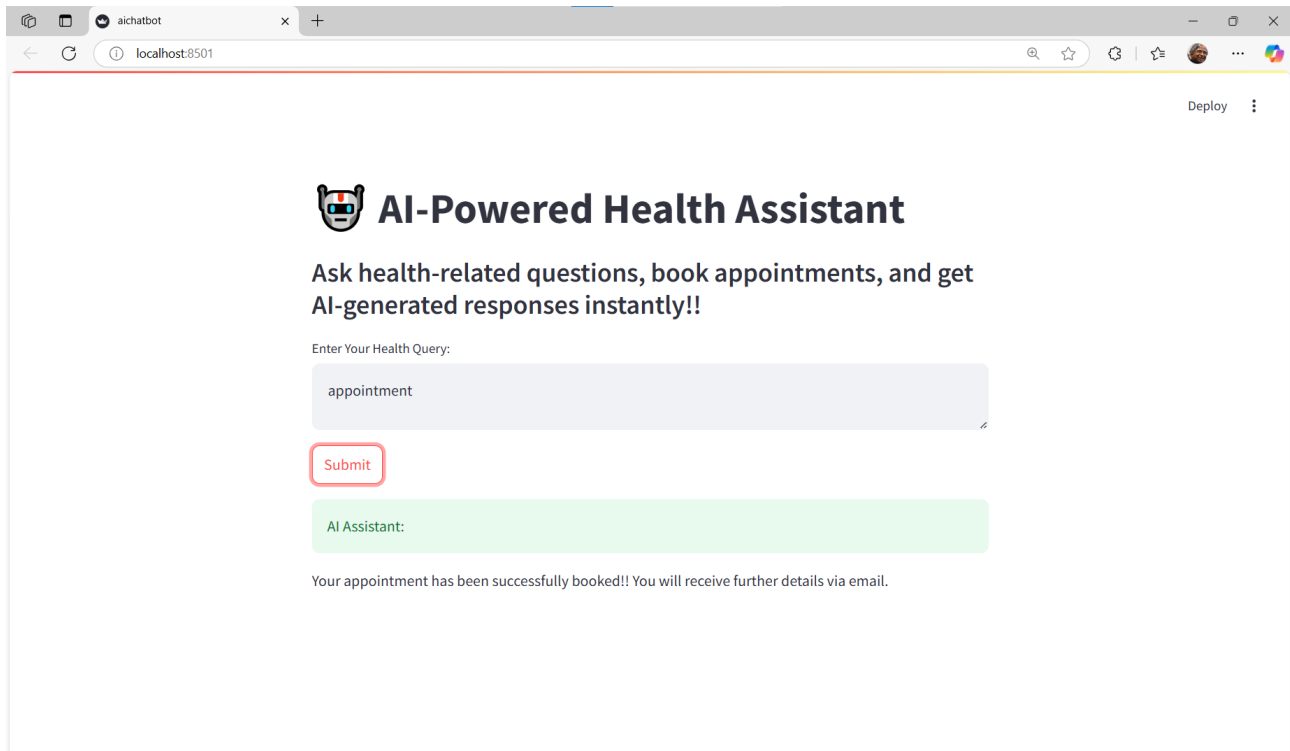 aichatbot
localhost:8501
Deploy
AI-Powered Health Assistant
Ask health-related questions, book appointments, and get
AI-generated responses instantly!!
Enter Your Health Query:
appointment
Submit
AI Assistant:
Your appointment has been successfully booked!! You will receive further details via email.